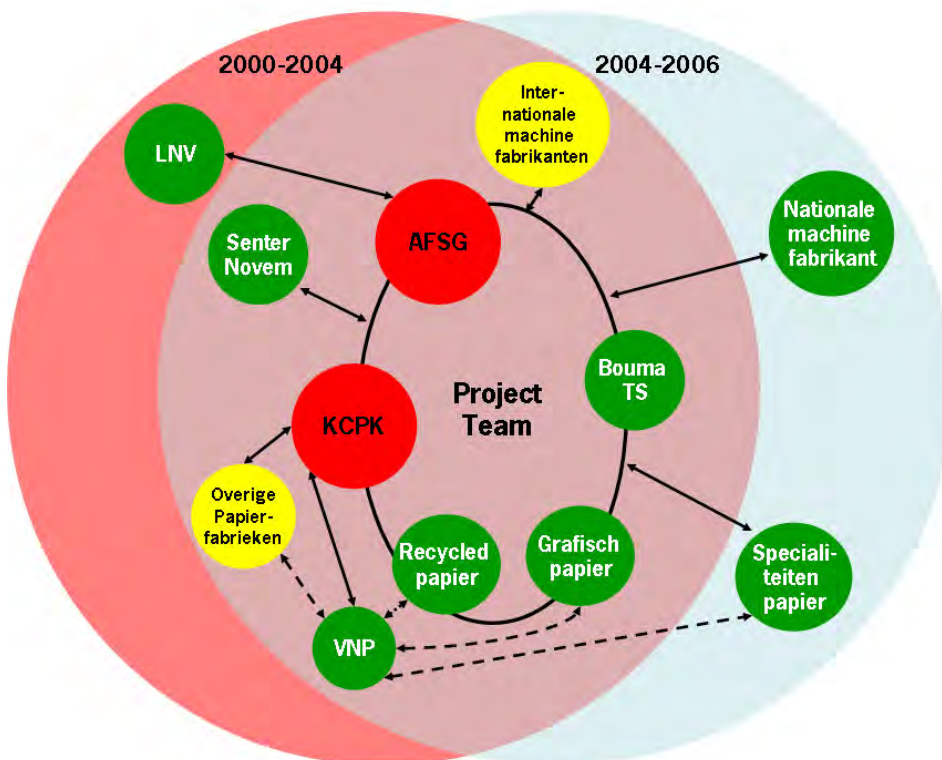 2000-2004
2004-2006
Inter-
nationale
machine
fabrikanten
LNV
AFSG
Senter
Novem
Nationale
machine
fabrikant
Bouma
TS
Project
Team
KCPK
Overige
Papier-
fabrieken
Recycled
papier
Grafisch
papier
Speciali-
teiten
papier
VNP